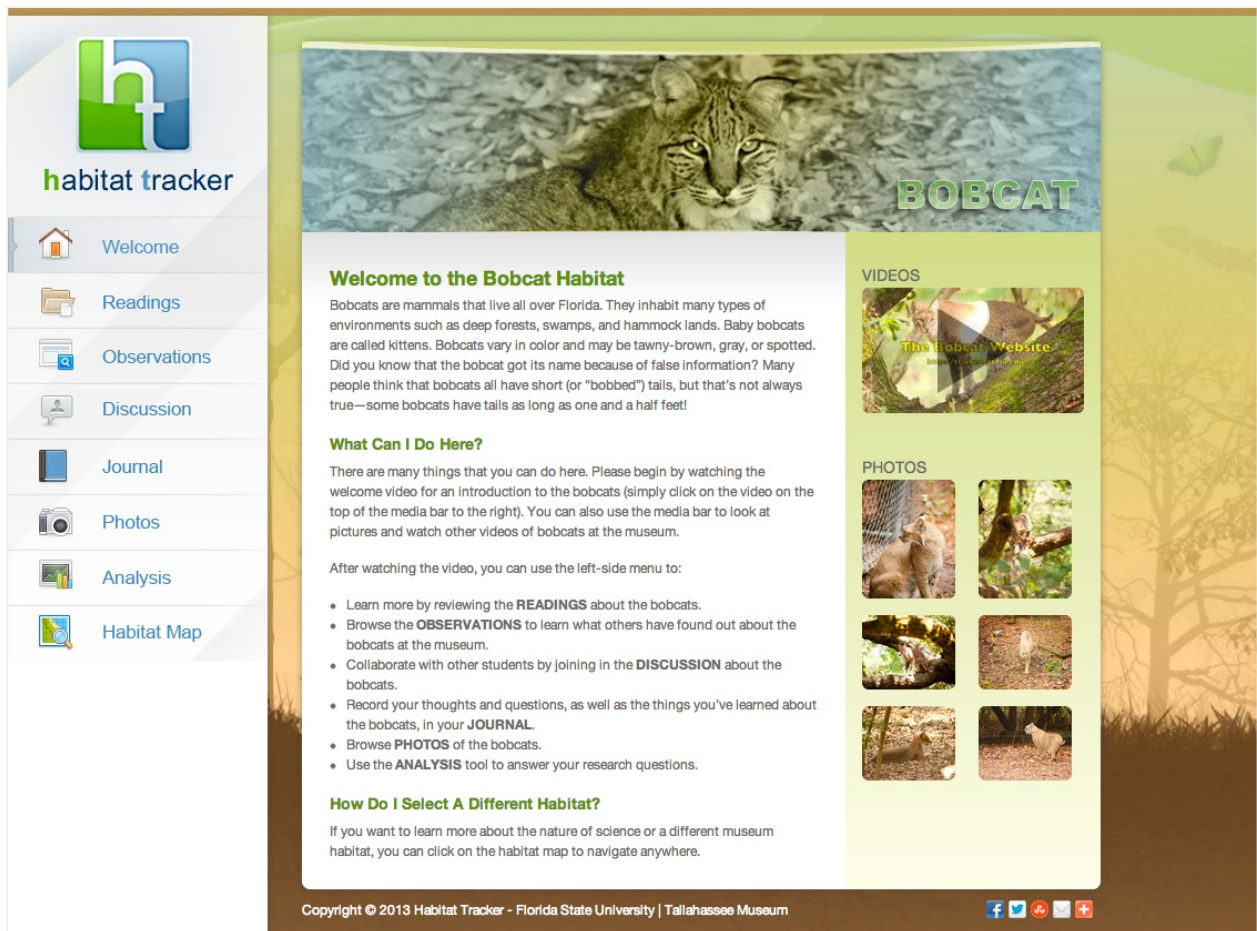 ht
habitat tracker
Welcome
Readings
Observations
Discussion
Journal
Photos
Analysis
Habitat Map
BOBCAT
Welcome to the Bobcat Habitat
Bobcats are mammals that live all over Florida. They inhabit many types of
environments such as deep forests, swamps, and hammock lands. Baby bobcats
are called kittens. Bobcats vary in color and may be tawny-brown, gray, or spotted.
Did you know that the bobcat got its name because of false information? Many
people think that bobcats all have short (or “bobbed”) tails, but that's not always
true—some bobcats have tails as long as one and a half feet!
What Can I Do Here?
There are many things that you can do here. Please begin by watching the
welcome video for an introduction to the bobcats (simply click on the video on the
top of the media bar to the right). You can also use the media bar to look at
pictures and watch other videos of bobcats at the museum.
After watching the video, you can use the left-side menu to:
• Learn more by reviewing the READINGS about the bobcats.
• Browse the OBSERVATIONS to learn what others have found out about the
bobcats at the museum.
• Collaborate with other students by joining in the DISCUSSION about the
bobcats.
• Record your thoughts and questions, as well as the things you've learned about
the bobcats, in your JOURNAL.
• Browse PHOTOS of the bobcats.
• Use the ANALYSIS tool to answer your research questions.
How Do I Select A Different Habitat?
If you want to learn more about the nature of science or a different museum
habitat, you can click on the habitat map to navigate anywhere.
VIDEOS
The Bobcat Website
PHOTOS
Copyright © 2013 Habitat Tracker - Florida State University | Tallahassee Museum